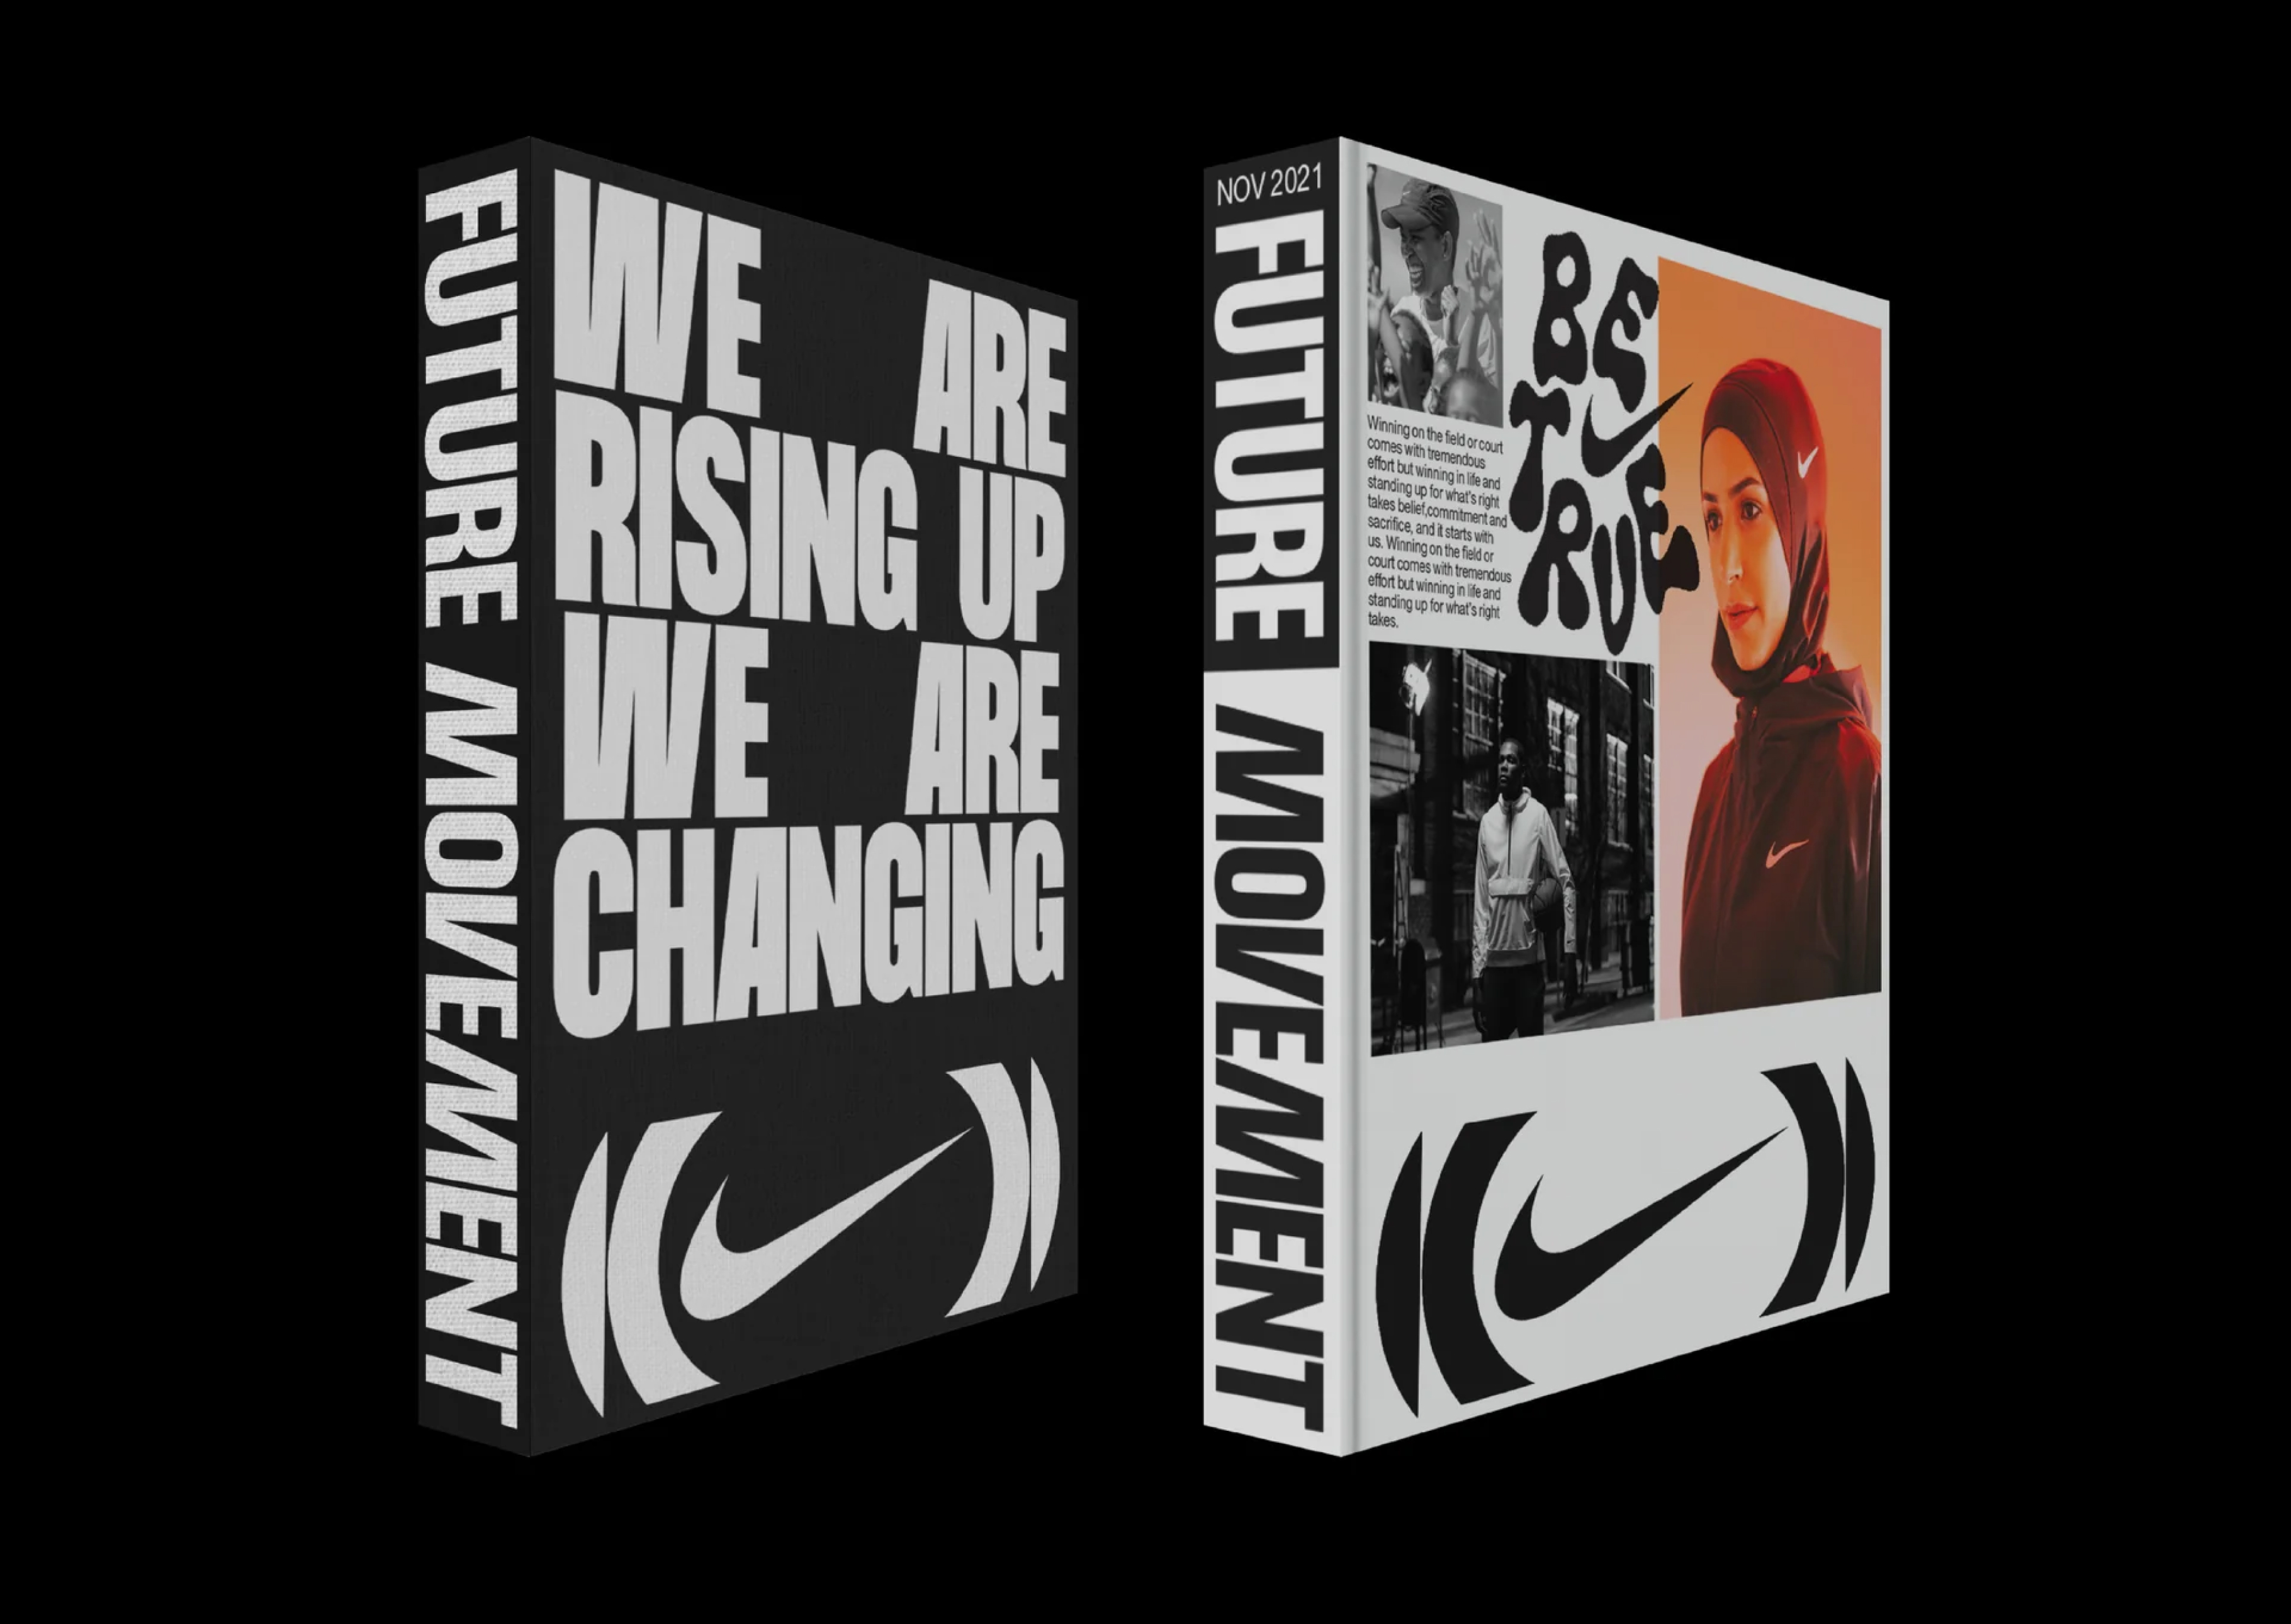 FUTURE MOVEMENT
WE ARE
RISING UP
WE ARE
CHANGING
NOV 2021
FUTURE MOVEMENT
BE
TRUE
Winning on the field or court
comes with tremendous
effort but winning in life and
standing up for what's right
takes belief,commitment and
sacrifice, and it starts with
us. Winning on the field or
court comes with tremendous
effort but winning in life and
standing up for what's right
takes.